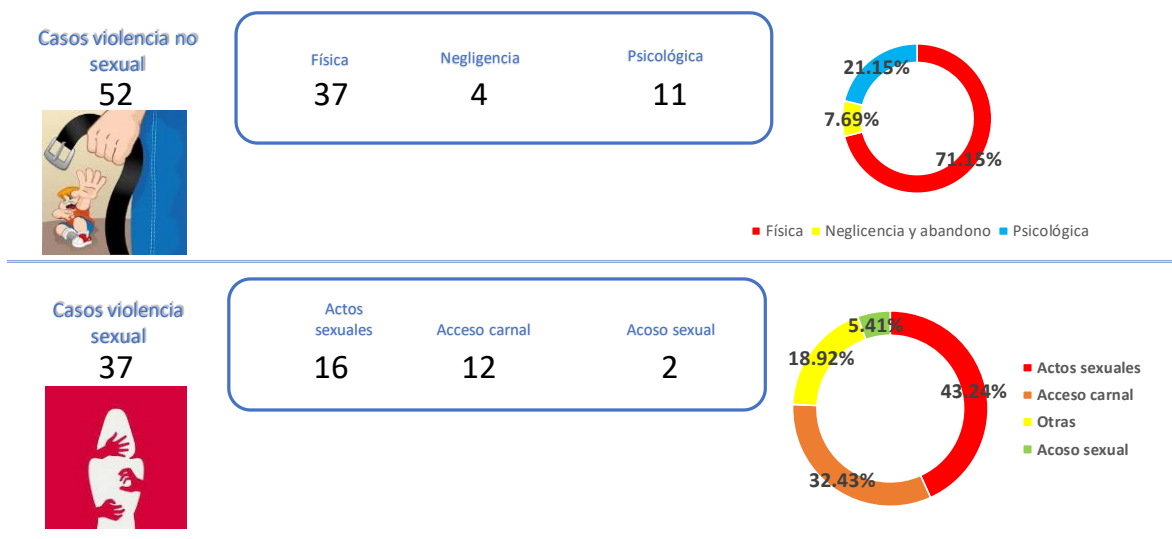 Casos violencia no
sexual
52
Física
37
Negligencia
4
Psicológica
11
21.15%
7.69%
71.15%
Física
Neglicencia y abandono
Psicológica
Casos violencia
sexual
37
Actos
sexuales
16
Acceso carnal
12
Acoso sexual
2
5.41%
18.92%
43.24%
32.43%
Actos sexuales
Acceso carnal
Otras
Acoso sexual